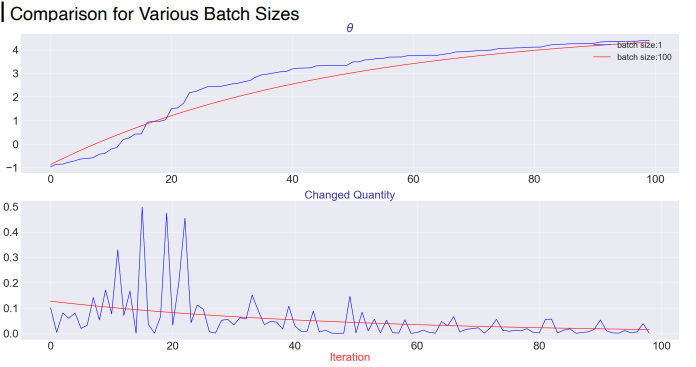 Comparison for Various Batch Sizes
θ
4
3
2
1
0
−1
batch size:1
batch size:100
0 20 40 60 80 100
Changed Quantity
0.5
0.4
0.3
0.2
0.1
0.0
0 20 40 60 80 100
Iteration